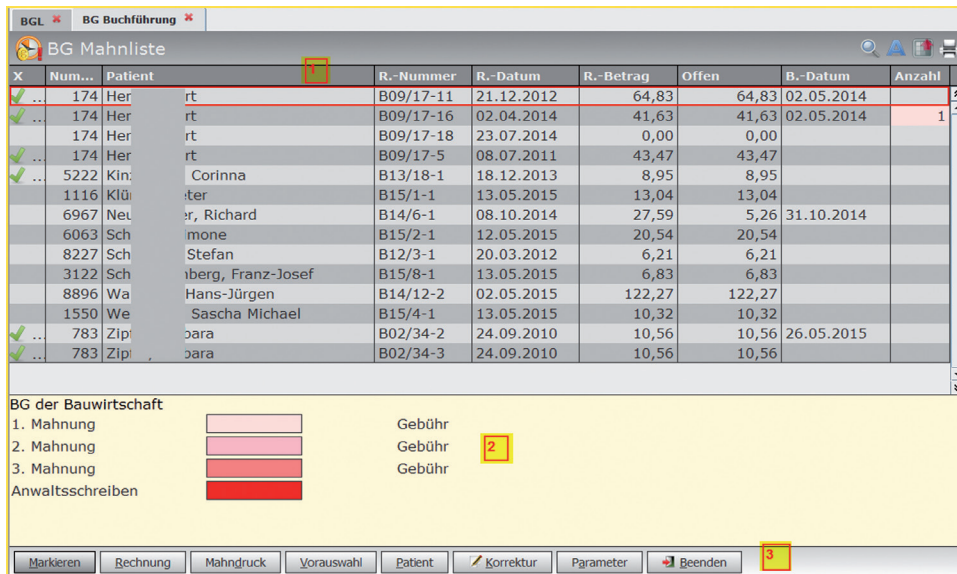 BGL BG Buchführung
BG Mahnliste
X Num... Patient 1 R.-Nummer R.-Datum R.-Betrag Offen B.-Datum Anzahl
... 174 Her rt B09/17-11 21.12.2012 64,83 64,83 02.05.2014
... 174 Her rt B09/17-16 02.04.2014 41,63 41,63 02.05.2014 1
174 Her rt B09/17-18 23.07.2014 0,00 0,00
... 174 Her rt B09/17-5 08.07.2011 43,47 43,47
... 5222 Corinna B13/18-1 18.12.2013 8,95 8,95
1116 B15/1-1 13.05.2015 13,04 13,04
6967 Neu Richard B14/6-1 08.10.2014 27,59 5,26 31.10.2014
6063 Sch B15/2-1 12.05.2015 20,54 20,54
8227 Sch Stefan B12/3-1 20.03.2012 6,21 6,21
3122 Sch Franz-Josef B15/8-1 13.05.2015 6,83 6,83
8896 Wa Hans-Jürgen B14/12-2 02.05.2015 122,27 122,27
1550 We Sascha Michael B15/4-1 13.05.2015 10,32 10,32
... 783 B02/34-2 24.09.2010 10,56 10,56 26.05.2015
... 783 B02/34-3 24.09.2010 10,56 10,56
BG der Bauwirtschaft
1. Mahnung Gebühr
2. Mahnung Gebühr 2
3. Mahnung Gebühr
Anwaltsschreiben
Markieren Rechnung Mahndruck Vorauswahl Patient Korrektur Parameter Beenden 3